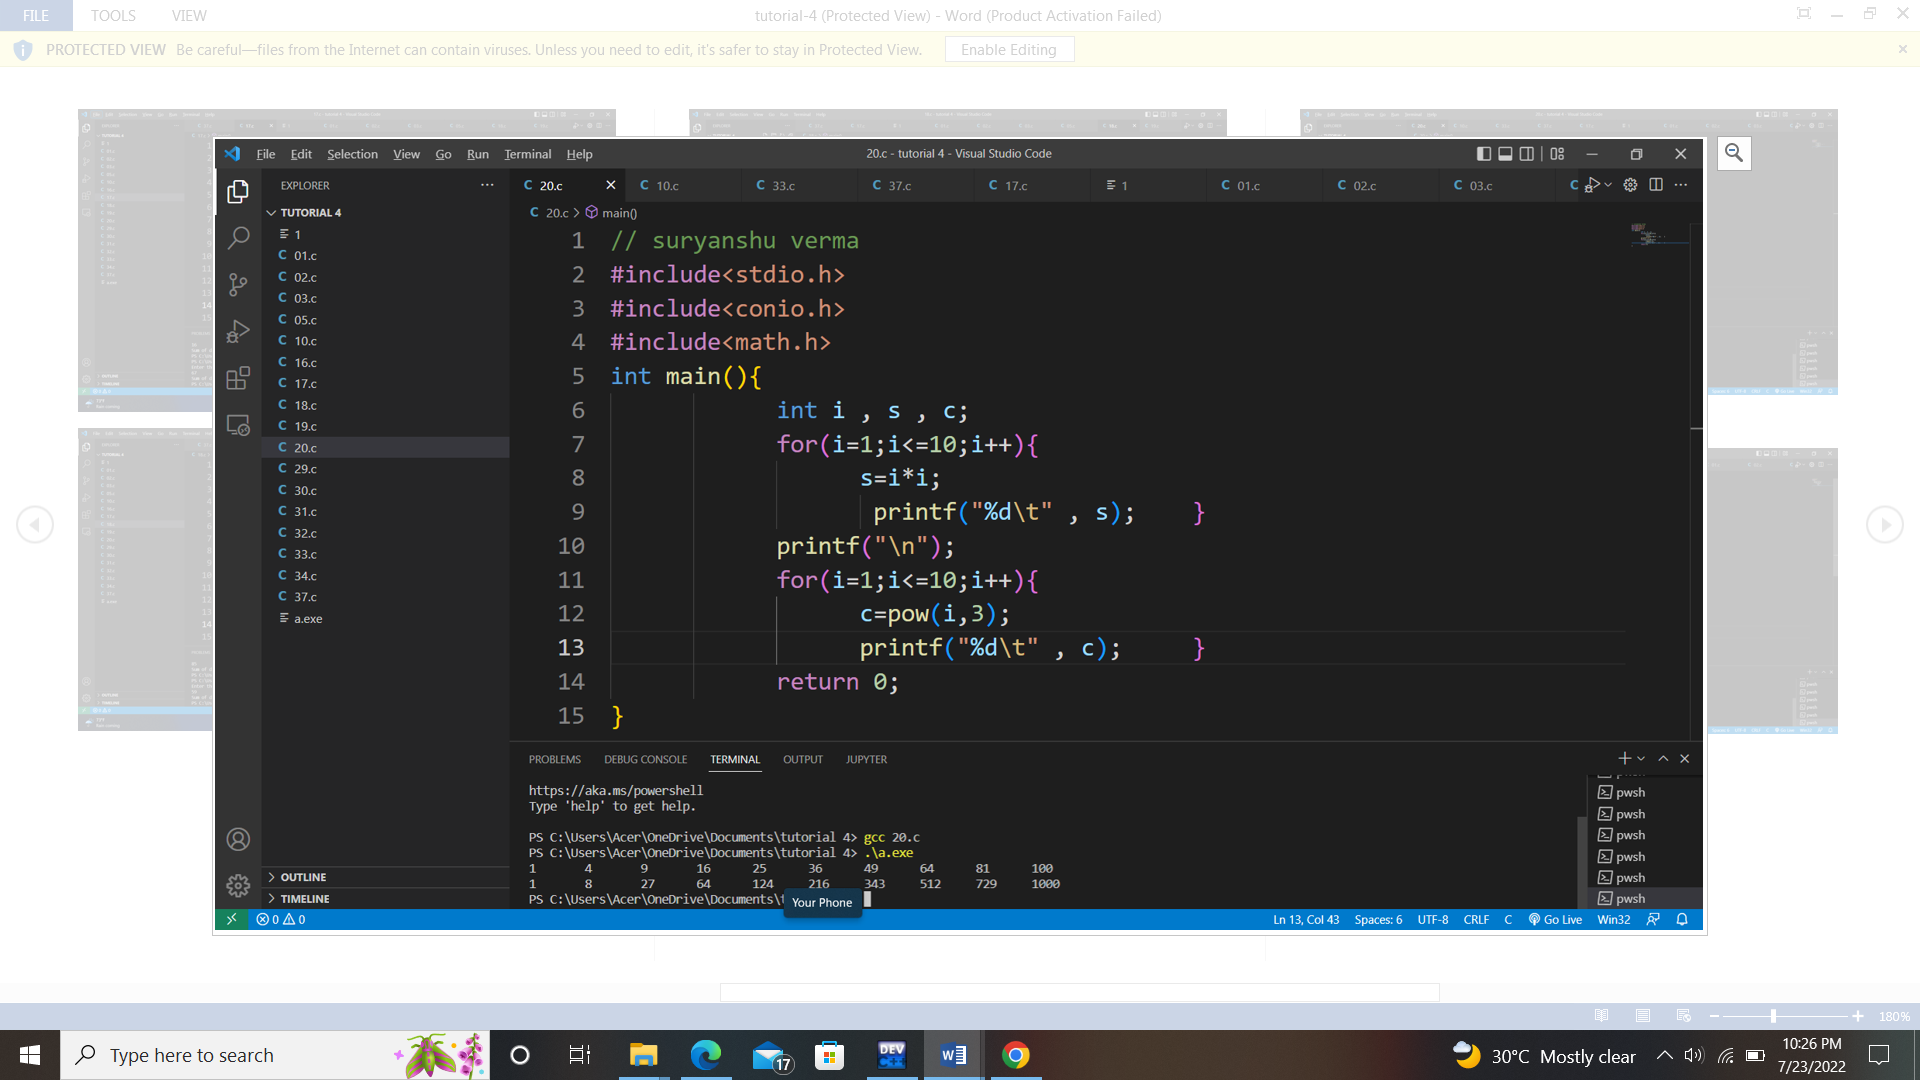 FILE TOOLS VIEW tutorial-4 (Protected View) - Word (Product Activation Failed)
PROTECTED VIEW Be careful—files from the Internet can contain viruses. Unless you need to edit, it's safer to stay in Protected View. Enable Editing
File Edit Selection View Go Run Terminal Help 20.c - tutorial 4 - Visual Studio Code
EXPLORER
20.c 10.c 33.c 37.c 17.c 1 01.c 02.c 03.c
TUTORIAL 4
1
01.c
02.c
03.c
05.c
10.c
16.c
17.c
18.c
19.c
20.c
29.c
30.c
31.c
32.c
33.c
34.c
37.c
a.exe
OUTLINE
TIMELINE
20.c > main()
1 // suryanshu verma
2 #include<stdio.h>
3 #include<conio.h>
4 #include<math.h>
5 int main(){
6 int i , s , c;
7 for(i=1;i<=10;i++){
8 s=i*i;
9 printf("%d\t" , s); }
10 printf("\n");
11 for(i=1;i<=10;i++){
12 c=pow(i,3);
13 printf("%d\t" , c); }
14 return 0;
15 }
PROBLEMS DEBUG CONSOLE TERMINAL OUTPUT JUPYTER
https://aka.ms/powershell
Type 'help' to get help.
PS C:\Users\Acer\OneDrive\Documents\tutorial 4> gcc 20.c
PS C:\Users\Acer\OneDrive\Documents\tutorial 4> .\a.exe
1 4 9 16 25 36 49 64 81 100
1 8 27 64 124 216 343 512 729 1000
PS C:\Users\Acer\OneDrive\Documents\
Your Phone
pwsh
pwsh
pwsh
pwsh
pwsh
pwsh
0 0 Ln 13, Col 43 Spaces: 6 UTF-8 CRLF C Go Live Win32
180%
Type here to search
17
DEV C++
30°C Mostly clear
10:26 PM
7/23/2022